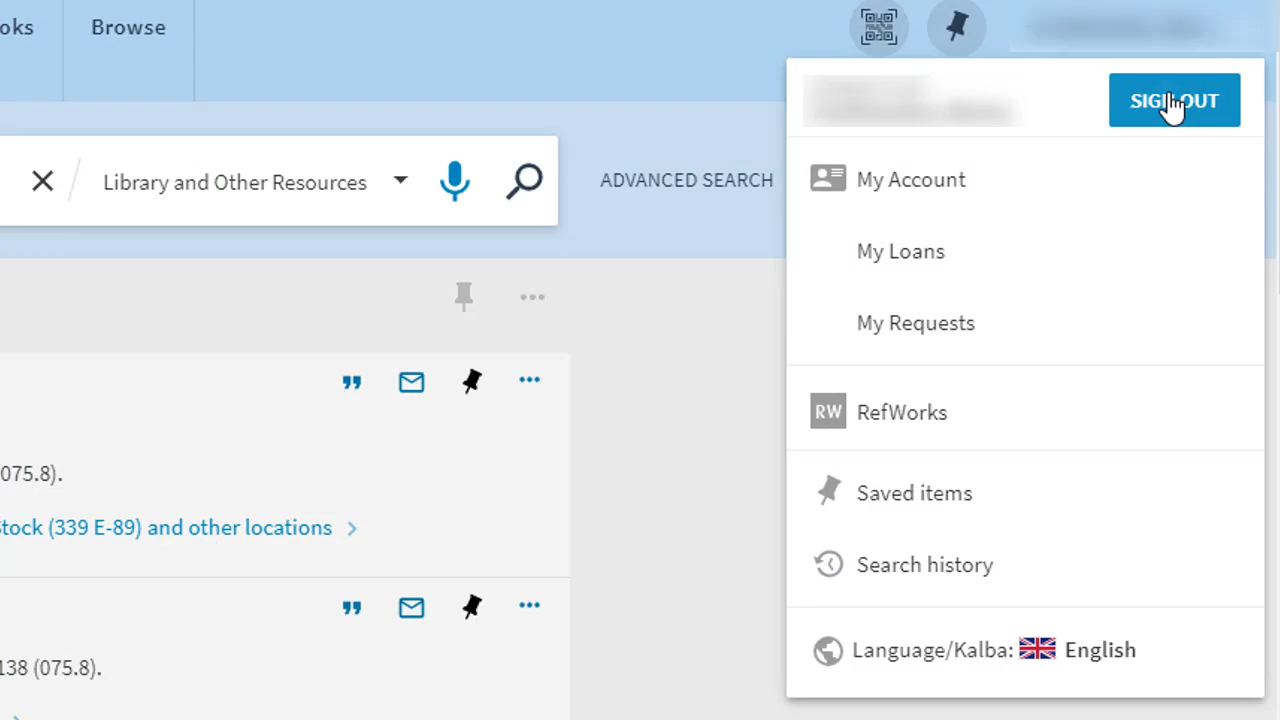 oks
Browse
SIGN OUT
Library and Other Resources
ADVANCED SEARCH
My Account
My Loans
My Requests
RW RefWorks
075.8).
Stock (339 E-89) and other locations
Saved items
Search history
138 (075.8).
Language/Kalba: English